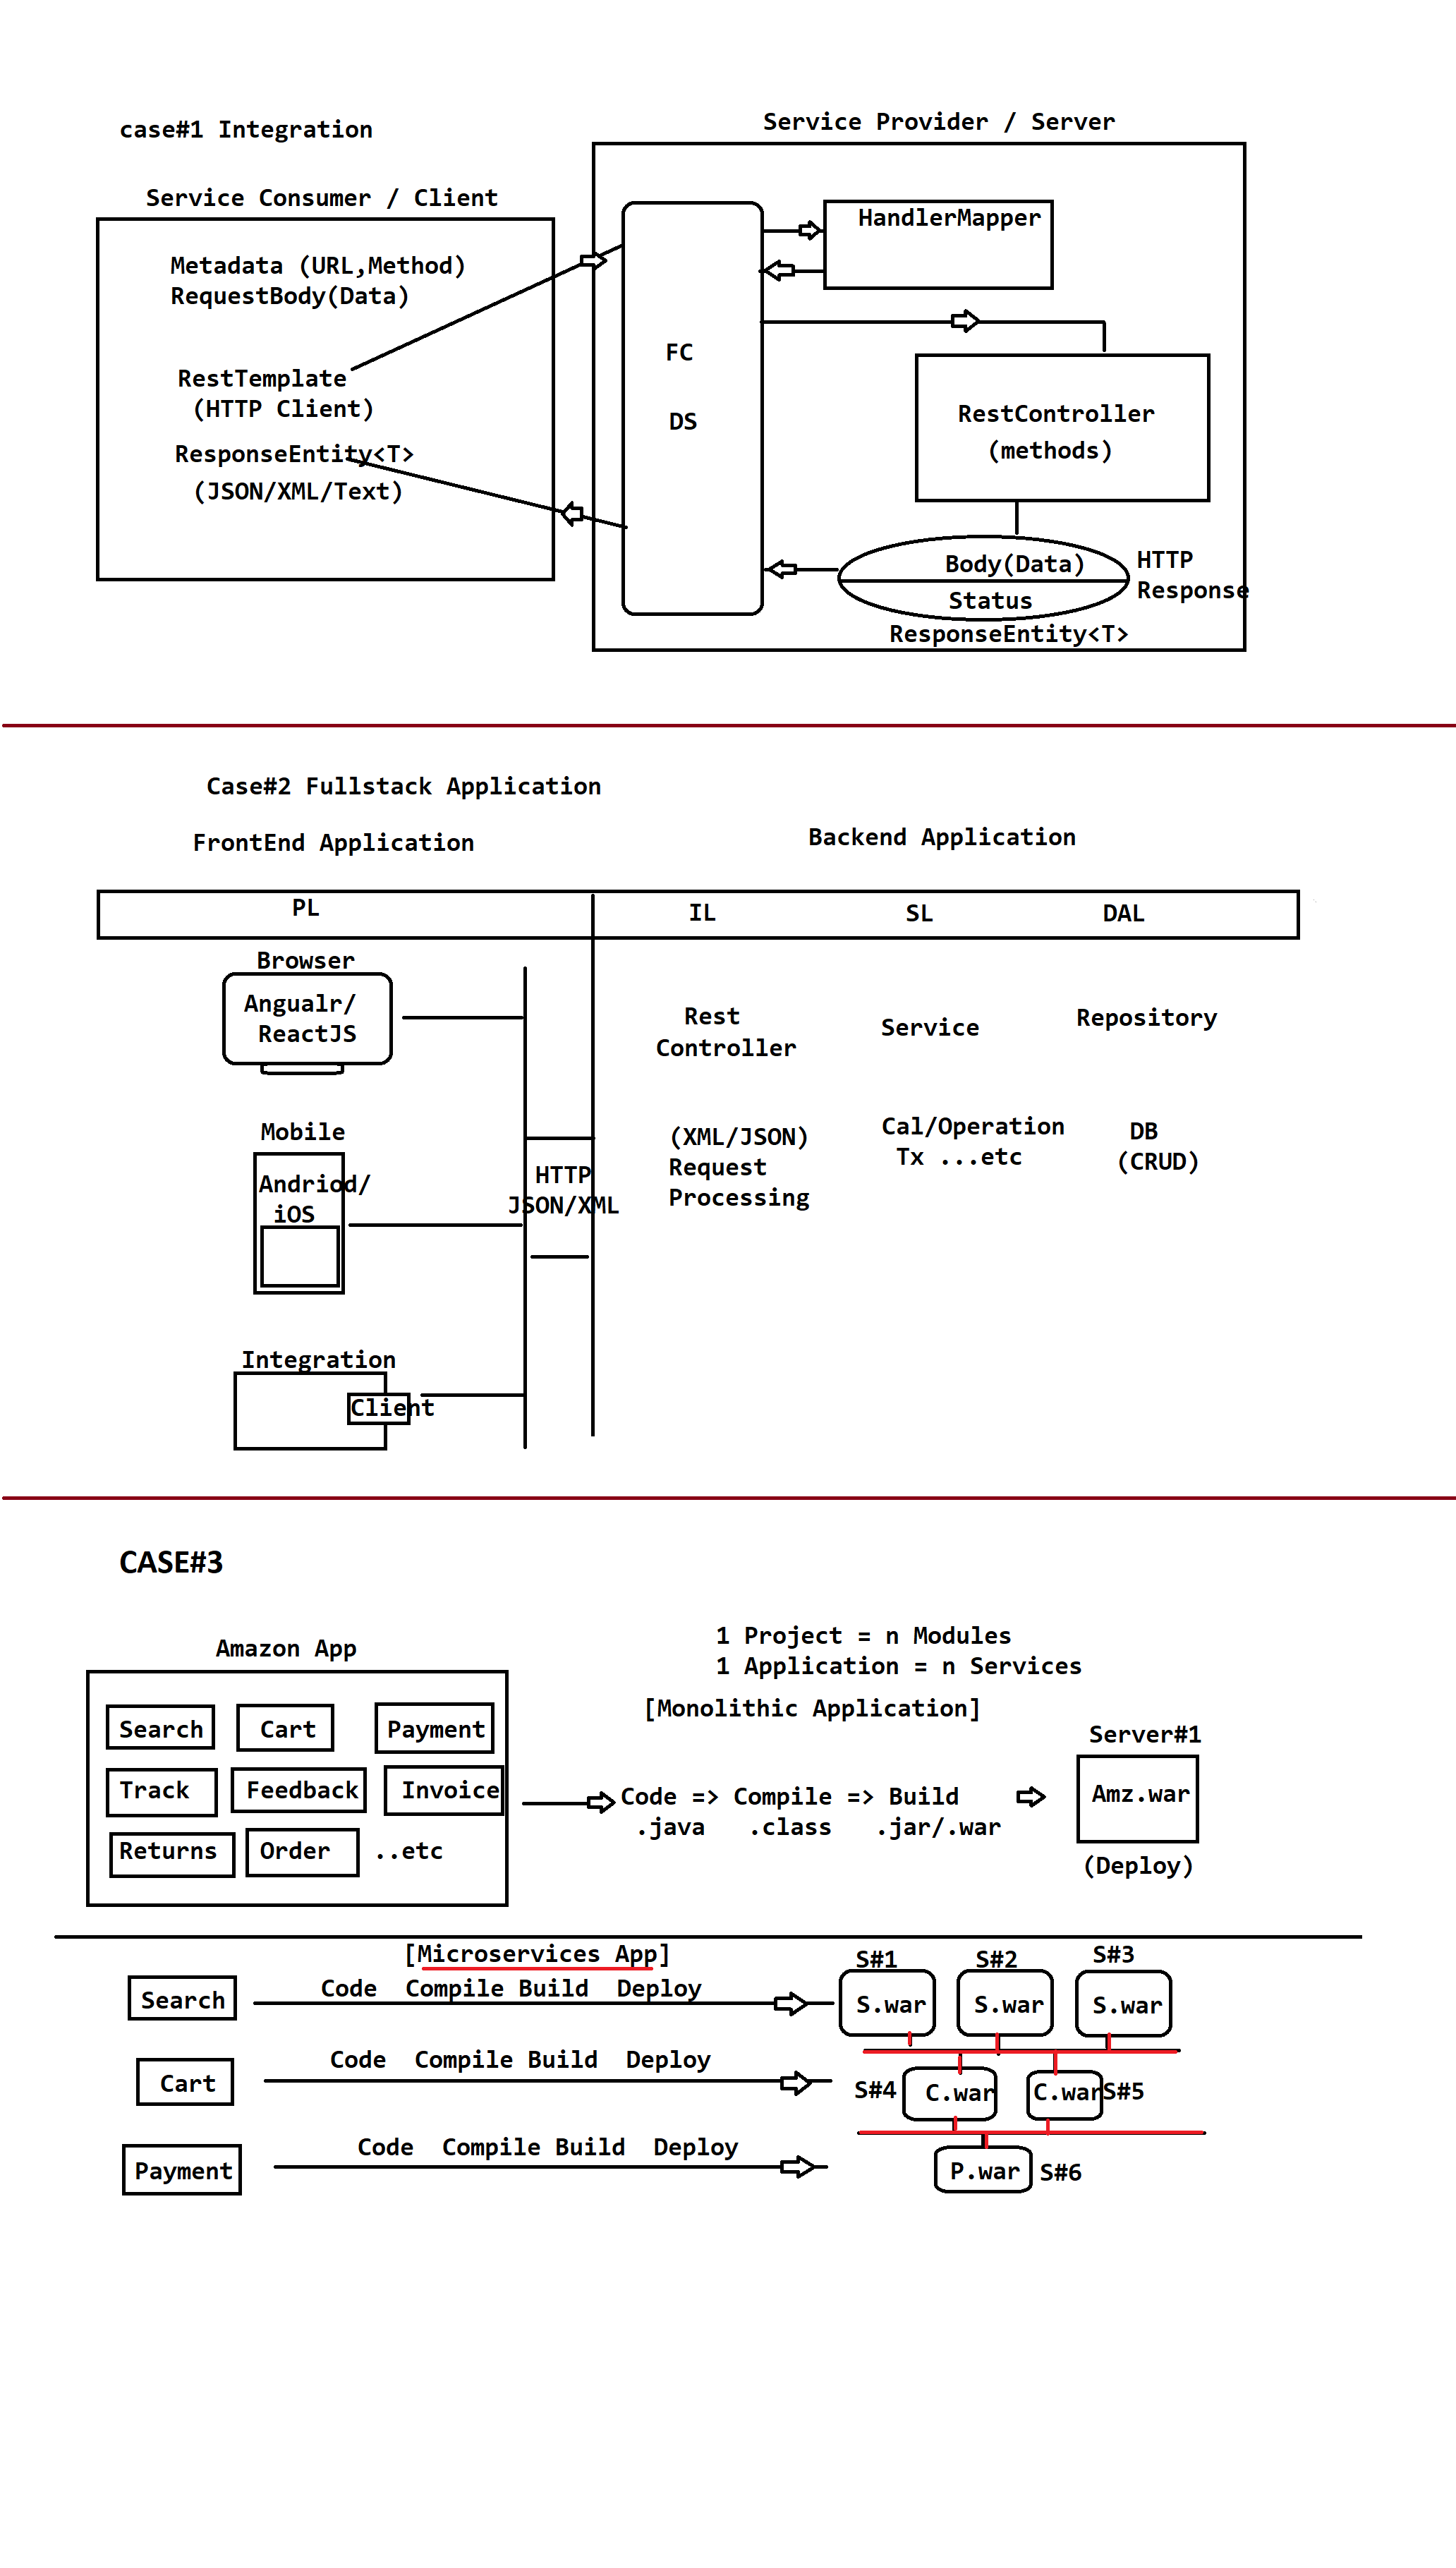 case#1 Integration
Service Provider / Server
Service Consumer / Client
Metadata (URL,Method)
RequestBody(Data)
RestTemplate
(HTTP Client)
ResponseEntity<T>
(JSON/XML/Text)
FC
DS
HandlerMapper
RestController
(methods)
Body(Data)
Status
HTTP
Response
ResponseEntity<T>
Case#2 Fullstack Application
FrontEnd Application
Backend Application
PL
IL
SL
DAL
Browser
Angualr/
ReactJS
Rest
Controller
Service
Repository
Mobile
Andriod/
iOS
HTTP
JSON/XML
(XML/JSON)
Request
Processing
Cal/Operation
Tx ...etc
DB
(CRUD)
Integration
Client
CASE#3
Amazon App
1 Project = n Modules
1 Application = n Services
[Monolithic Application]
Search
Cart
Payment
Track
Feedback
Invoice
Returns
Order
..etc
Code => Compile => Build
.java .class .jar/.war
Server#1
Amz.war
(Deploy)
[Microservices App]
Search
Code Compile Build Deploy
S#1
S#2
S#3
S.war
S.war
S.war
Cart
Code Compile Build Deploy
S#4
C.war
C.war
S#5
Payment
Code Compile Build Deploy
P.war
S#6